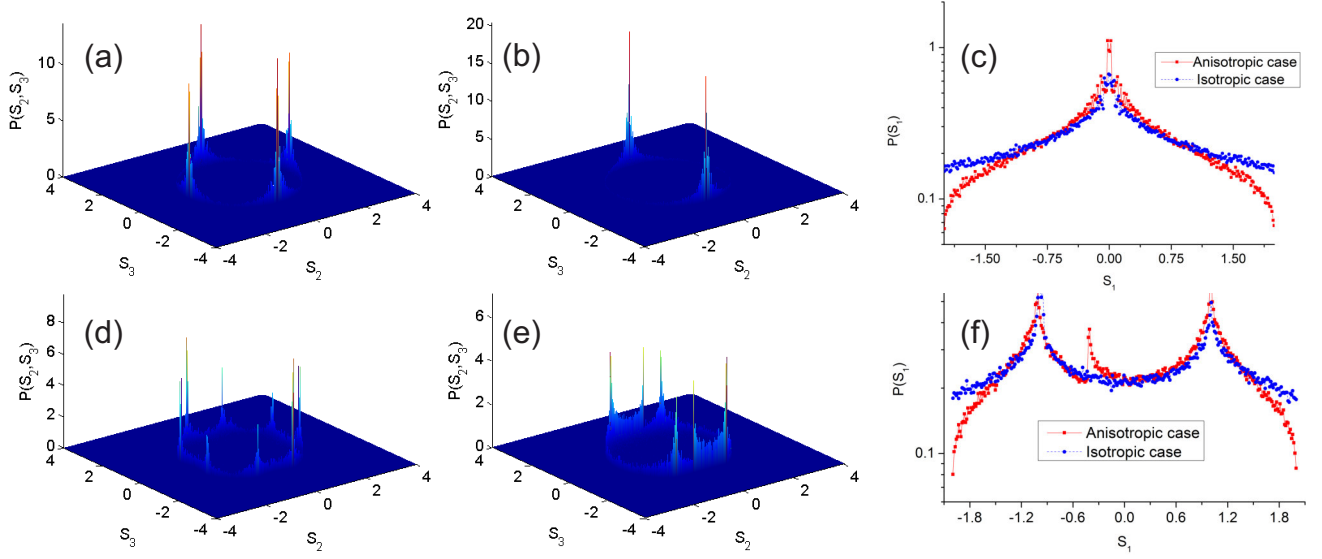 (a)
P(S2,S3)
10
5
0
4
2
0
-2
-4
S3
-4
-2
0
2
4
S2
(b)
P(S2,S3)
20
15
10
5
0
4
2
0
-2
-4
S3
-4
-2
0
2
4
S2
(c)
P(S1)
1
0.1
Anisotropic case
Isotropic case
-1.50 -0.75 0.00 0.75 1.50
S1
(d)
P(S2,S3)
8
6
4
2
0
4
2
0
-2
-4
S3
-4
-2
0
2
4
S2
(e)
P(S2,S3)
6
4
2
0
4
2
0
-2
-4
S3
-4
-2
0
2
4
S2
(f)
P(S1)
0.1
Anisotropic case
Isotropic case
-1.8 -1.2 -0.6 0.0 0.6 1.2 1.8
S1